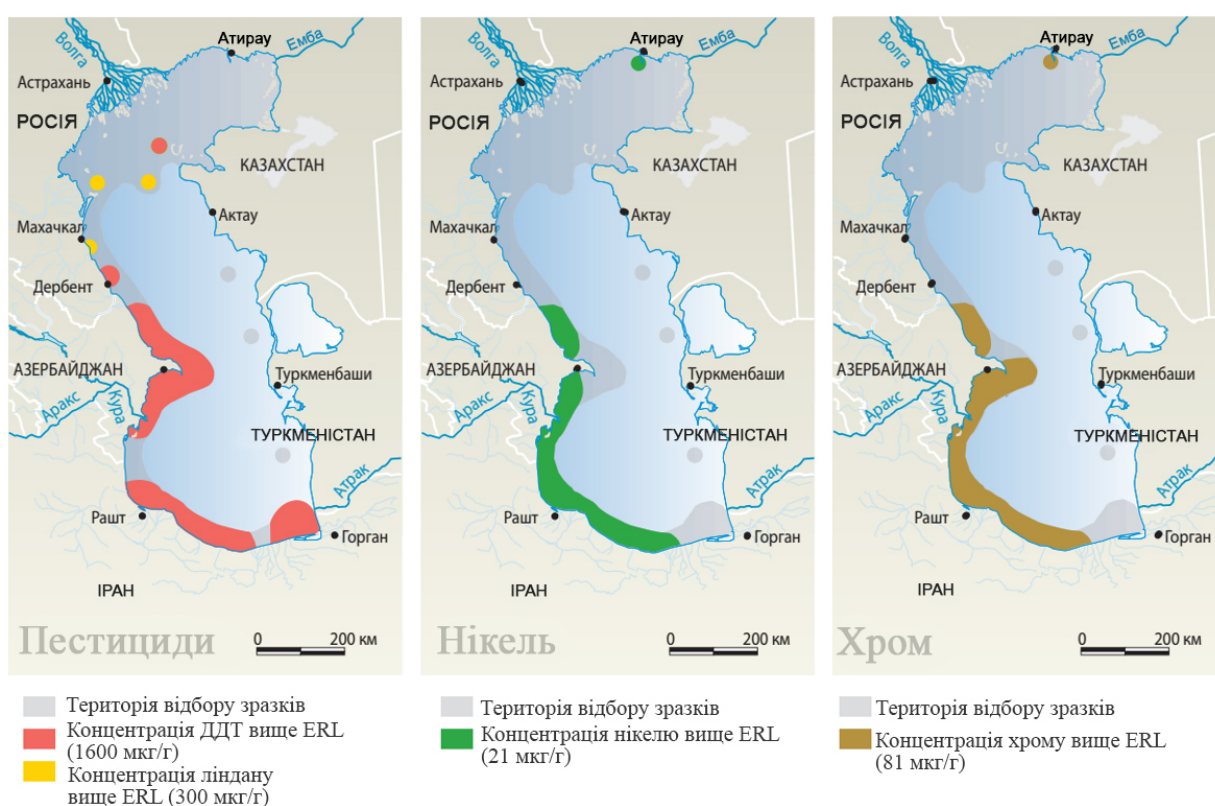 Атирау
Волга
Емба
Астрахань
РОСІЯ
КАЗАХСТАН
Актау
Махачкал
Дербент
АЗЕРБАЙДЖАН
Туркменбаши
Аракс
Кура
ТУРКМЕНІСТАН
Атрак
Рашт
Горган
ІРАН
Пестициди
0 200 км
Територія відбору зразків
Концентрація ДДТ вище ERL
(1600 мкг/г)
Концентрація ліндану
вище ERL (300 мкг/г)
Атирау
Волга
Емба
Астрахань
РОСІЯ
КАЗАХСТАН
Актау
Махачкал
Дербент
АЗЕРБАЙДЖАН
Туркменбаши
Аракс
Кура
ТУРКМЕНІСТАН
Атрак
Рашт
Горган
ІРАН
Нікель
0 200 км
Територія відбору зразків
Концентрація нікелю вище ERL
(21 мкг/г)
Атирау
Волга
Емба
Астрахань
РОСІЯ
КАЗАХСТАН
Актау
Махачкал
Дербент
АЗЕРБАЙДЖАН
Туркменбаши
Аракс
Кура
ТУРКМЕНІСТАН
Атрак
Рашт
Горган
ІРАН
Хром
0 200 км
Територія відбору зразків
Концентрація хрому вище ERL
(81 мкг/г)